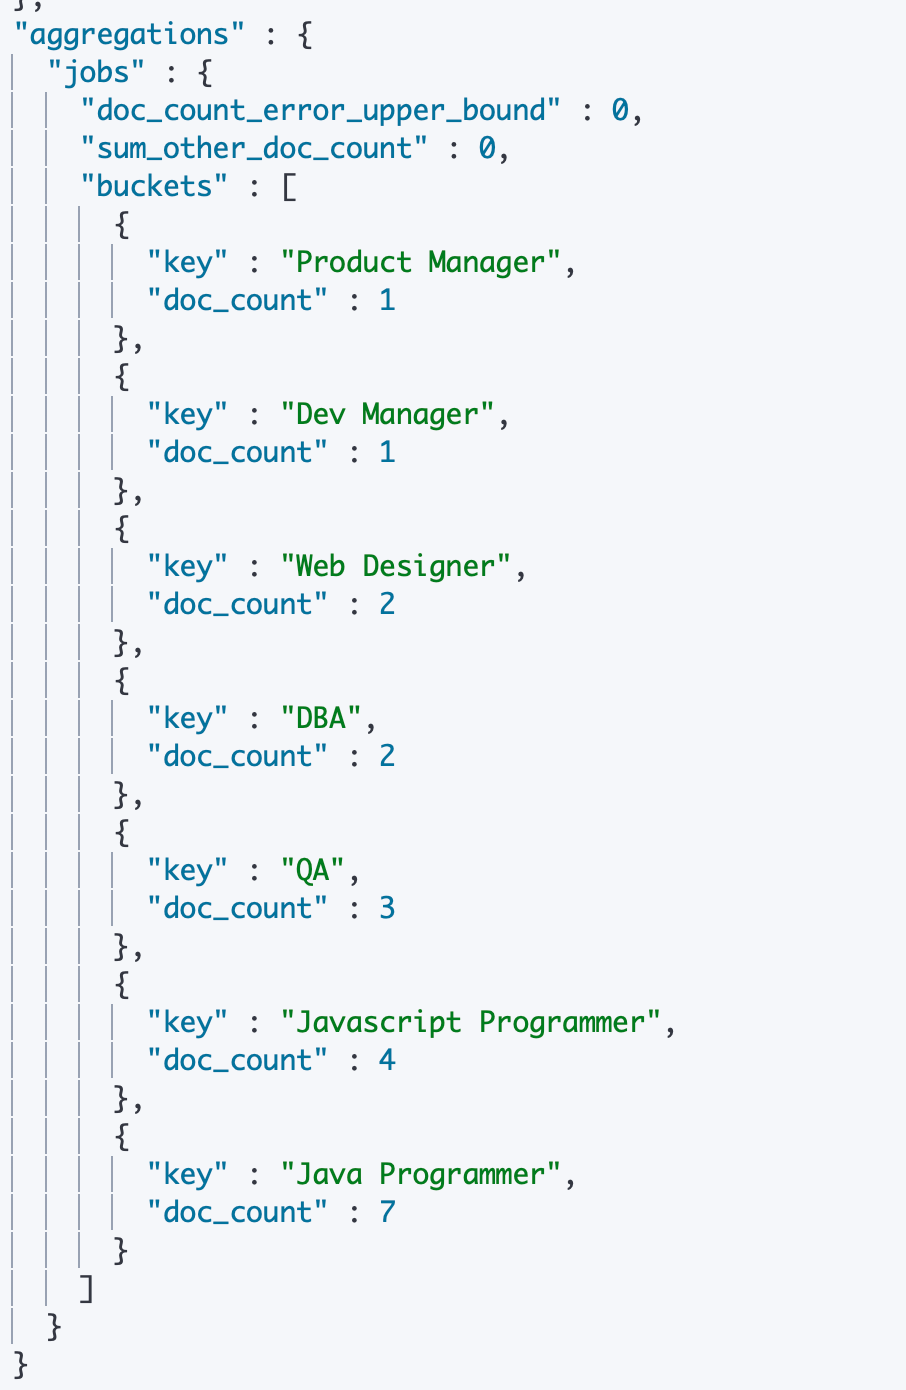 },
"aggregations" : {
"jobs" : {
"doc_count_error_upper_bound" : 0,
"sum_other_doc_count" : 0,
"buckets" : [
{
"key" : "Product Manager",
"doc_count" : 1
},
{
"key" : "Dev Manager",
"doc_count" : 1
},
{
"key" : "Web Designer",
"doc_count" : 2
},
{
"key" : "DBA",
"doc_count" : 2
},
{
"key" : "QA",
"doc_count" : 3
},
{
"key" : "Javascript Programmer",
"doc_count" : 4
},
{
"key" : "Java Programmer",
"doc_count" : 7
}
]
}
}